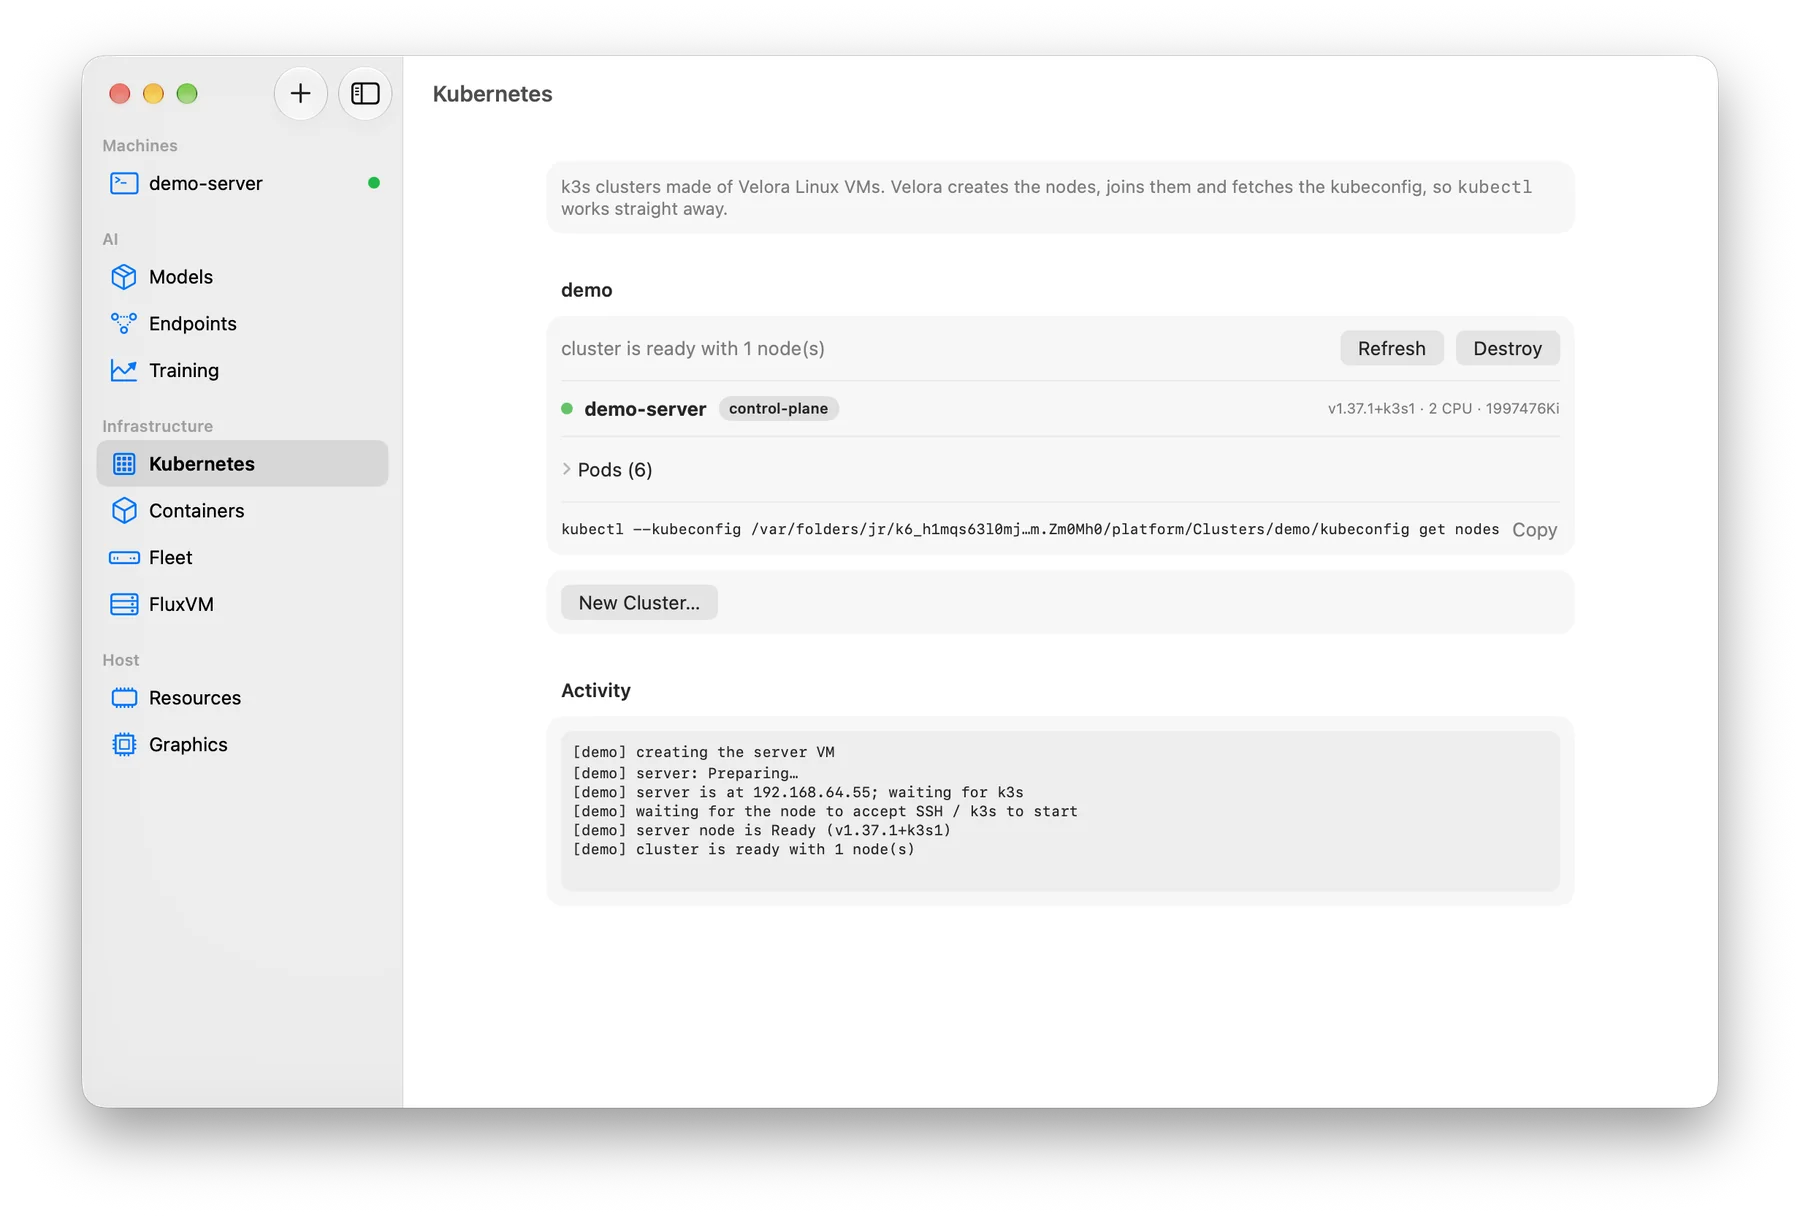 Kubernetes
Machines
demo-server
AI
Models
Endpoints
Training
Infrastructure
Kubernetes
Containers
Fleet
FluxVM
Host
Resources
Graphics
k3s clusters made of Velora Linux VMs. Velora creates the nodes, joins them and fetches the kubeconfig, so kubectl
works straight away.
demo
cluster is ready with 1 node(s)
Refresh
Destroy
demo-server control-plane
v1.37.1+k3s1 · 2 CPU · 1997476Ki
Pods (6)
kubectl --kubeconfig /var/folders/jr/k6_h1mqs63l0mj…m.Zm0Mh0/platform/Clusters/demo/kubeconfig get nodes
Copy
New Cluster...
Activity
[demo] creating the server VM
[demo] server: Preparing…
[demo] server is at 192.168.64.55; waiting for k3s
[demo] waiting for the node to accept SSH / k3s to start
[demo] server node is Ready (v1.37.1+k3s1)
[demo] cluster is ready with 1 node(s)